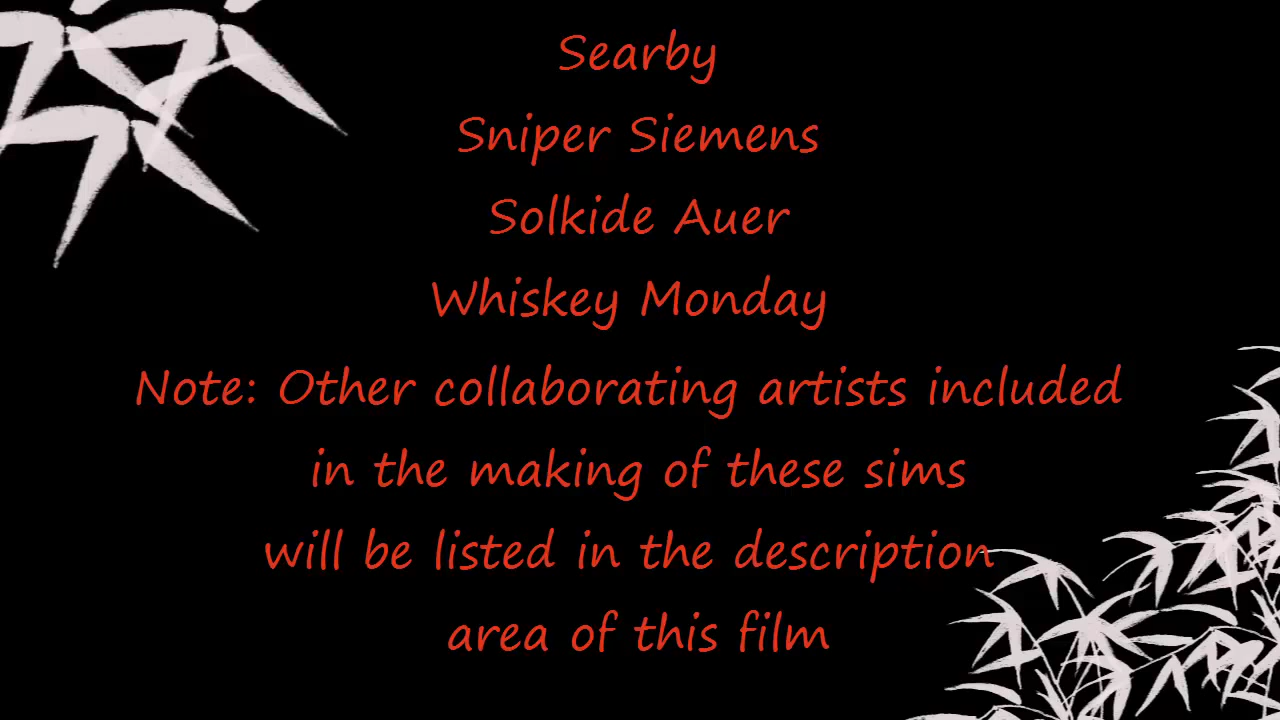 Searby
Sniper Siemens
Solkide Auer
Whiskey Monday
Note: Other collaborating artists included
in the making of these sims
will be listed in the description
area of this film